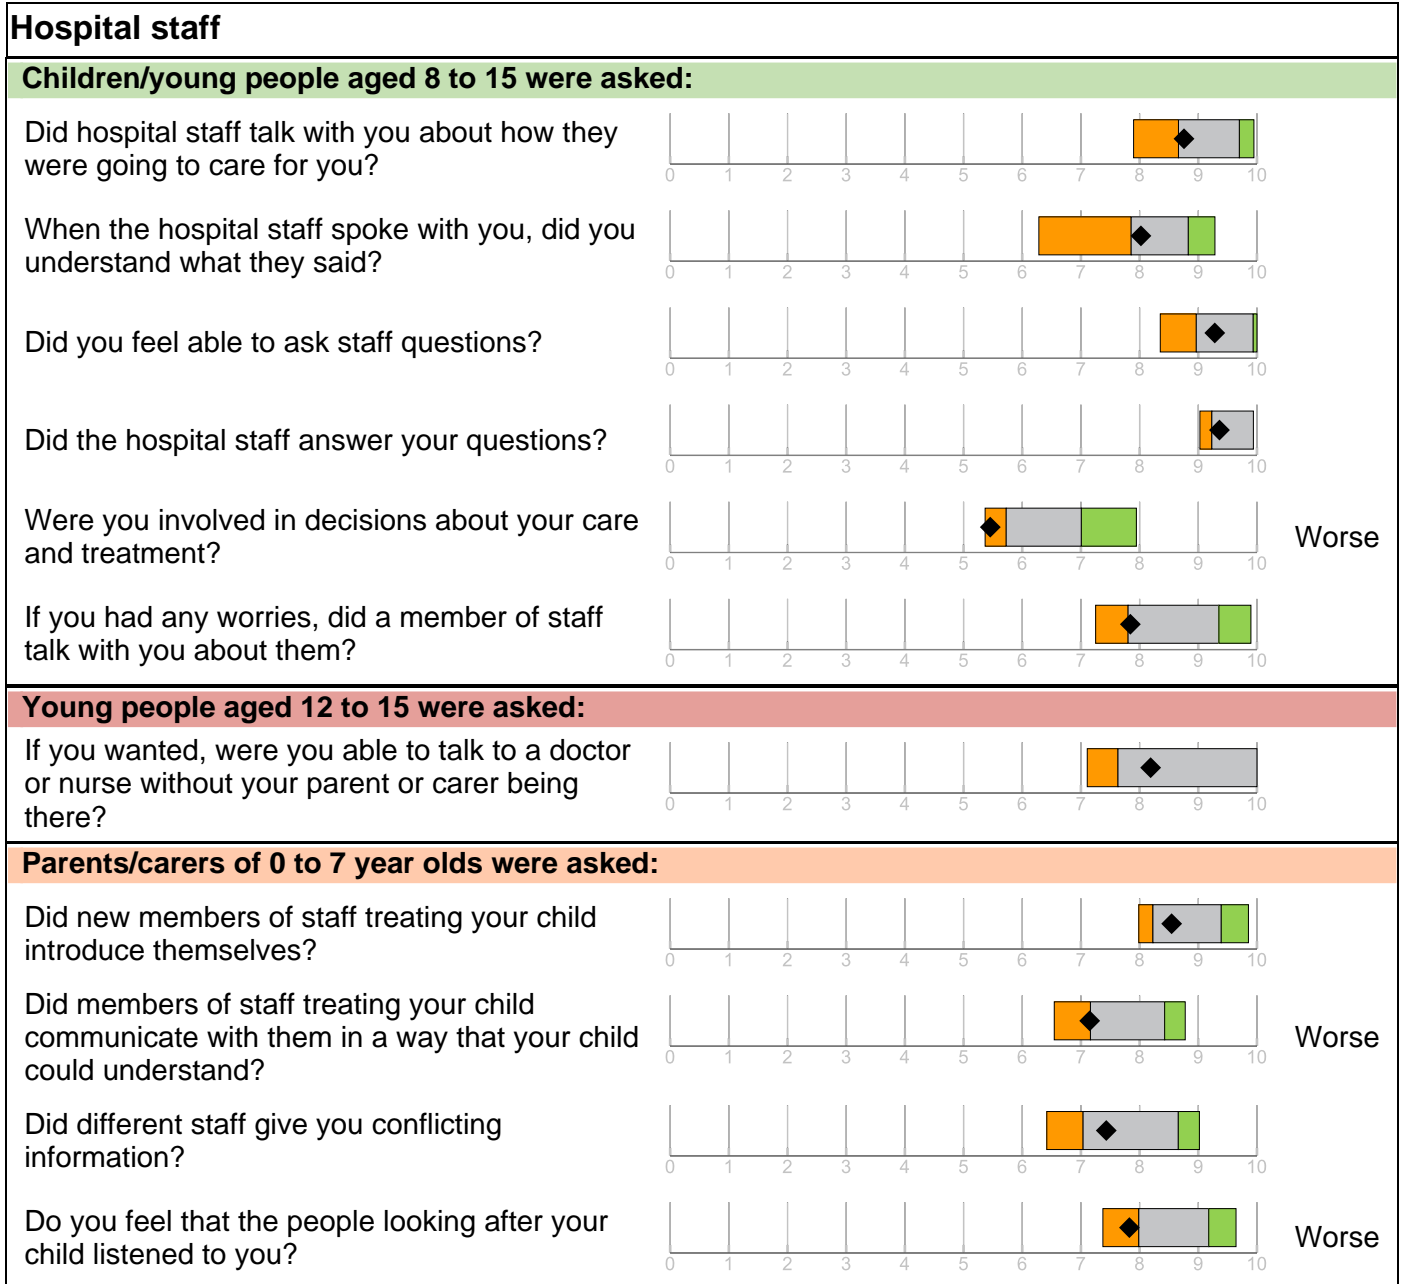 Hospital staff
Children/young people aged 8 to 15 were asked:
Did hospital staff talk with you about how they
were going to care for you?
0 1 2 3 4 5 6 7 8 9 10
When the hospital staff spoke with you, did you
understand what they said?
0 1 2 3 4 5 6 7 8 9 10
Did you feel able to ask staff questions?
0 1 2 3 4 5 6 7 8 9 10
Did the hospital staff answer your questions?
0 1 2 3 4 5 6 7 8 9 10
Were you involved in decisions about your care
and treatment?
0 1 2 3 4 5 6 7 8 9 10
Worse
If you had any worries, did a member of staff
talk with you about them?
0 1 2 3 4 5 6 7 8 9 10
Young people aged 12 to 15 were asked:
If you wanted, were you able to talk to a doctor
or nurse without your parent or carer being
there?
0 1 2 3 4 5 6 7 8 9 10
Parents/carers of 0 to 7 year olds were asked:
Did new members of staff treating your child
introduce themselves?
0 1 2 3 4 5 6 7 8 9 10
Did members of staff treating your child
communicate with them in a way that your child
could understand?
0 1 2 3 4 5 6 7 8 9 10
Worse
Did different staff give you conflicting
information?
0 1 2 3 4 5 6 7 8 9 10
Do you feel that the people looking after your
child listened to you?
0 1 2 3 4 5 6 7 8 9 10
Worse